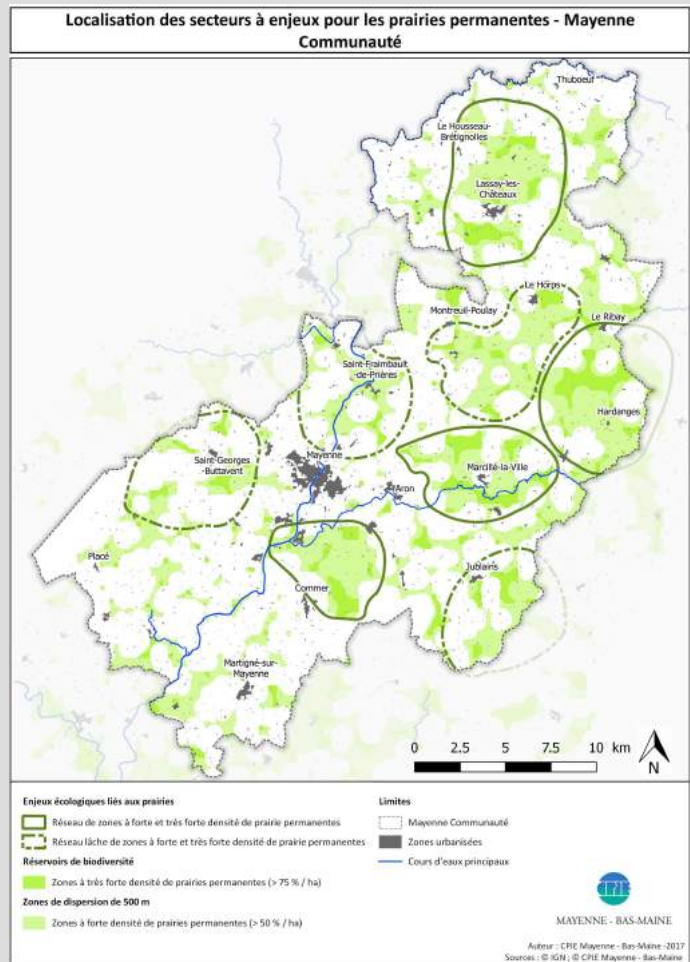 Localisation des secteurs à enjeux pour les prairies permanentes - Mayenne
Communauté
Thuboeuf
Le Housseau-
Brétignolles
Lassay-les-
Châteaux
Le Horps
Montreuil-Poulay
Le Ribay
Saint-Fraimbault
-de-Prières
Hardanges
Saint-Georges
-Buttavent
Mayenne
Marcillé-la-Ville
Aron
Placé
Jublains
Commer
Martigné-sur-
Mayenne
0 2.5 5 7.5 10 km
N
Enjeux écologiques liés aux prairies
Réseau de zones à forte et très forte densité de prairie permanentes
Réseau lâche de zones à forte et très forte densité de prairie permanentes
Réservoirs de biodiversité
Zones à très forte densité de prairies permanentes (> 75 % / ha)
Zones de dispersion de 500 m
Zones à forte densité de prairies permanentes (> 50 % / ha)
Limites
Mayenne Communauté
Zones urbanisées
Cours d'eaux principaux
CPIE
MAYENNE - BAS-MAINE
Auteur : CPIE Mayenne - Bas-Maine -2017
Sources : © IGN ; © CPIE Mayenne - Bas-Maine